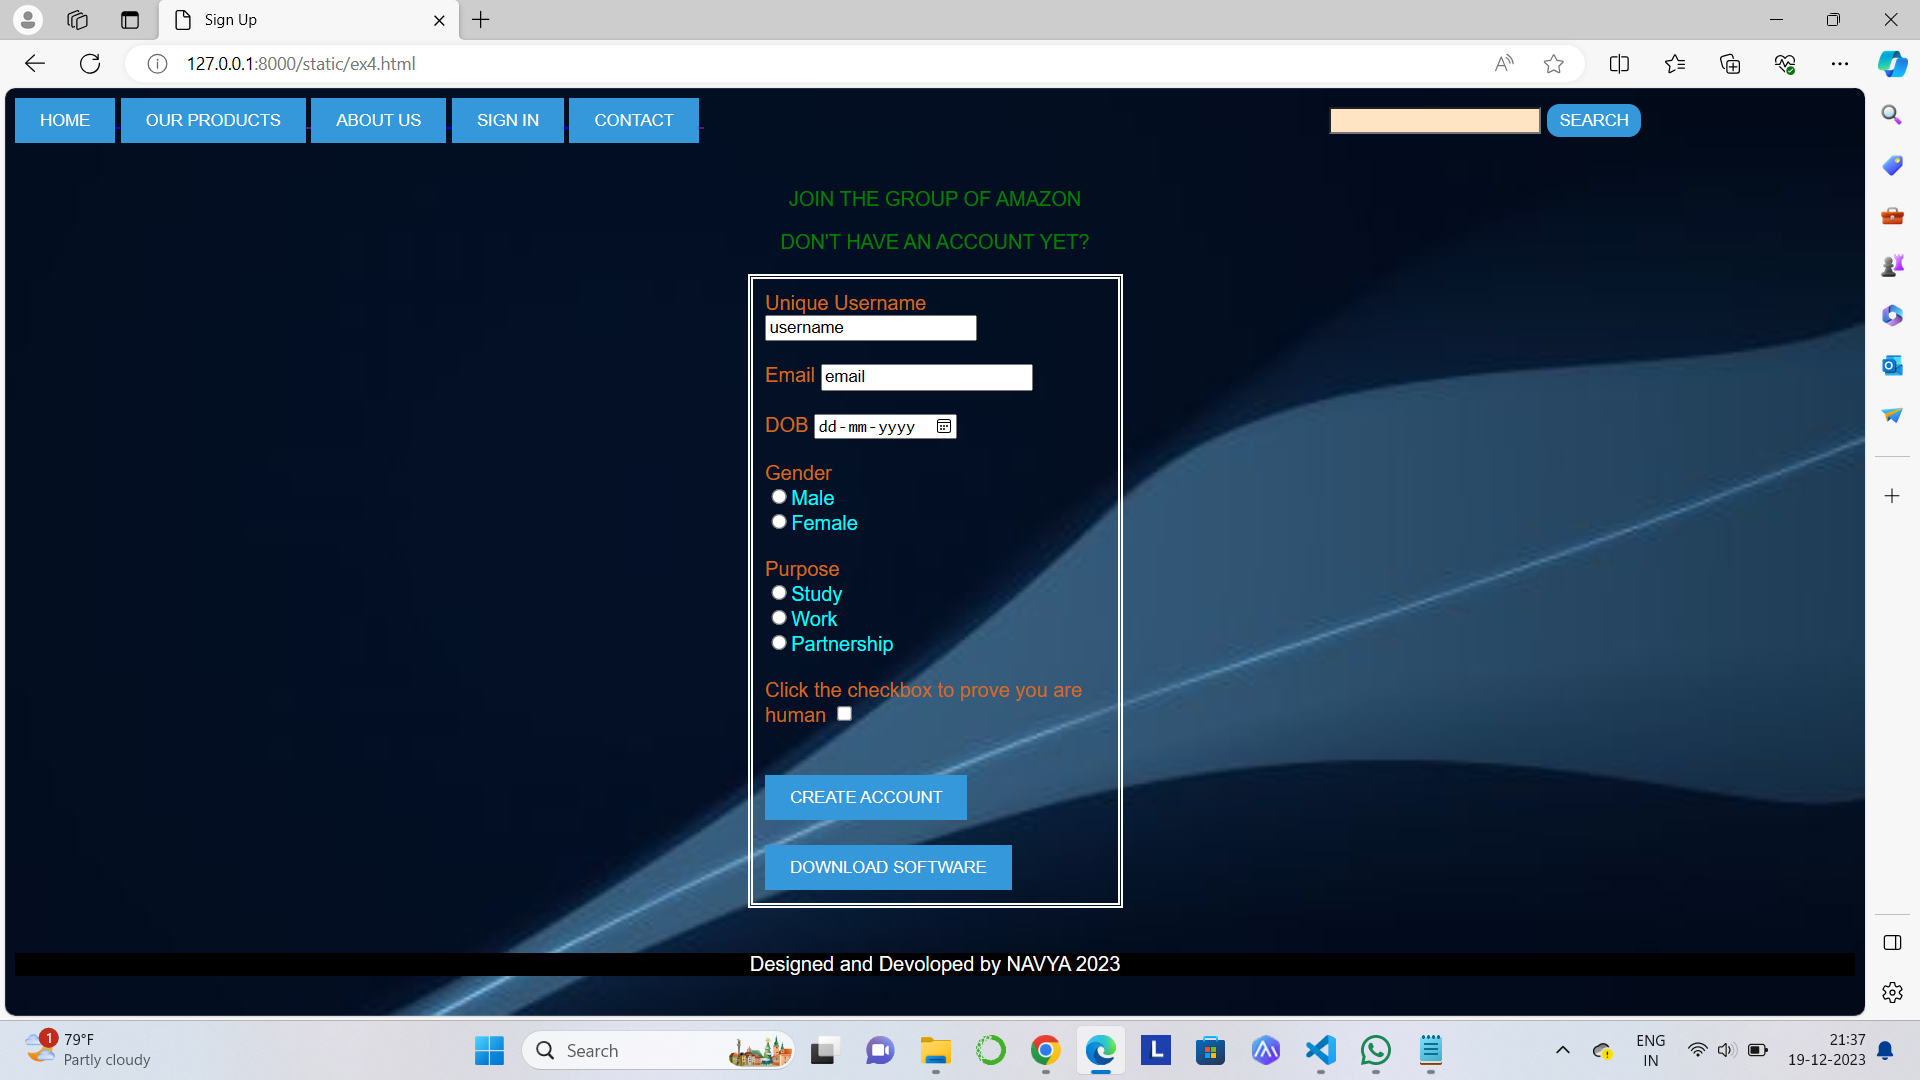 Sign Up
127.0.0.1:8000/static/ex4.html
HOME OUR PRODUCTS ABOUT US SIGN IN CONTACT SEARCH
JOIN THE GROUP OF AMAZON
DON'T HAVE AN ACCOUNT YET?
Unique Username
username
Email email
DOB dd-mm-yyyy
Gender
Male
Female
Purpose
Study
Work
Partnership
Click the checkbox to prove you are
human
CREATE ACCOUNT
DOWNLOAD SOFTWARE
Designed and Devoloped by NAVYA 2023
1
79°F
Partly cloudy
Search
L
ENG
IN
21:37
19-12-2023